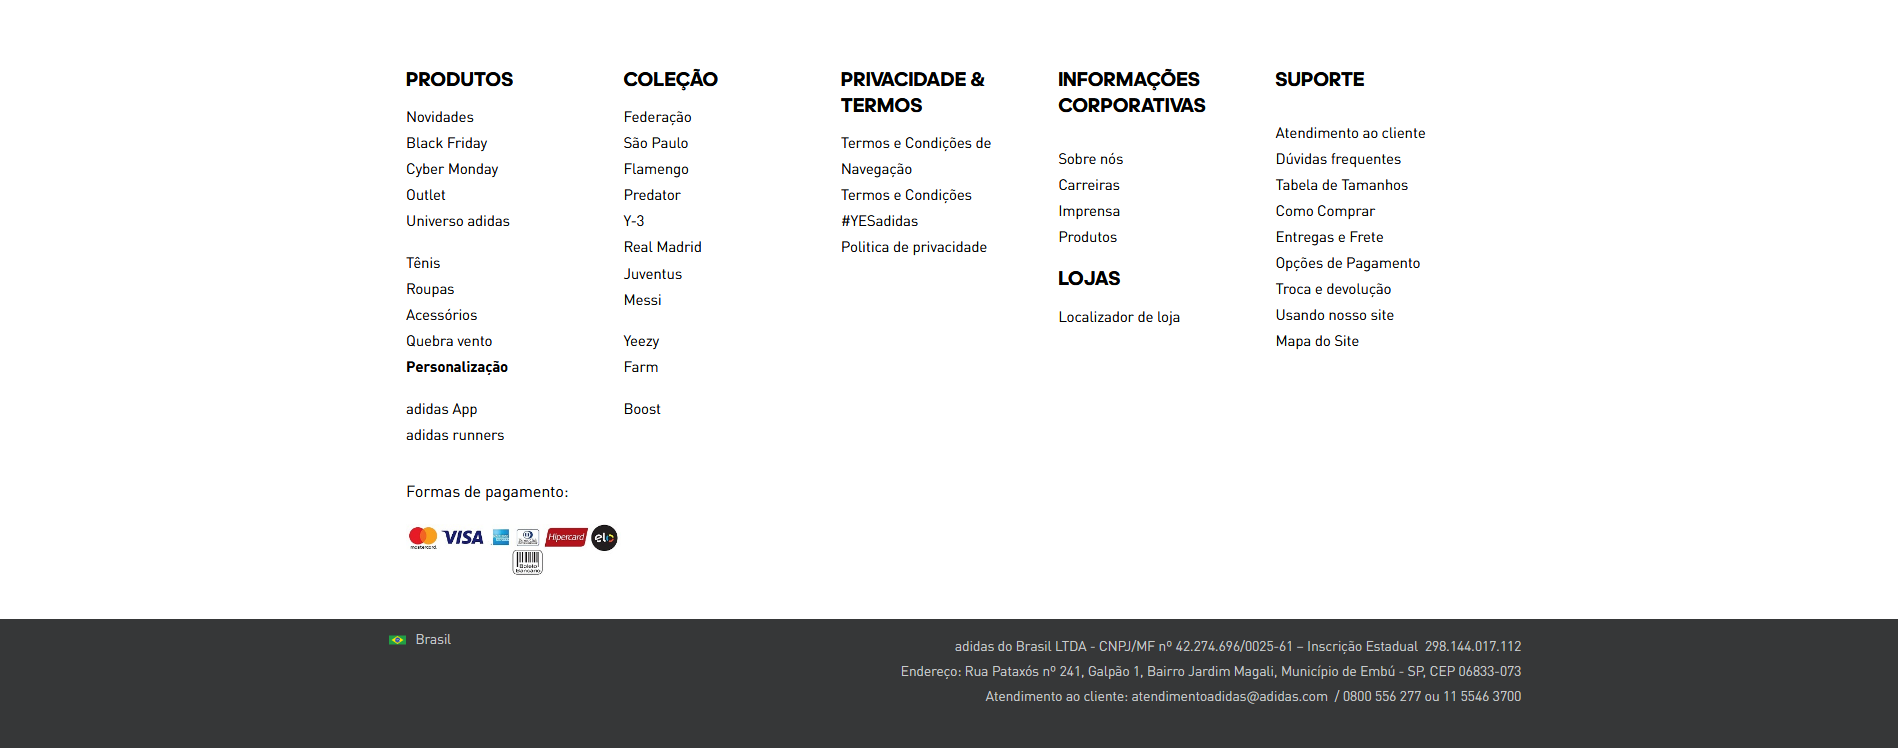 PRODUTOS
Novidades
Black Friday
Cyber Monday
Outlet
Universo adidas
Tênis
Roupas
Acessórios
Quebra vento
Personalização
adidas App
adidas runners
COLEÇÃO
Federação
São Paulo
Flamengo
Predator
Y-3
Real Madrid
Juventus
Messi
Yeezy
Farm
Boost
PRIVACIDADE &
TERMOS
Termos e Condições de
Navegação
Termos e Condições
#YESadidas
Politica de privacidade
INFORMAÇÕES
CORPORATIVAS
Sobre nós
Carreiras
Imprensa
Produtos
LOJAS
Localizador de loja
SUPORTE
Atendimento ao cliente
Dúvidas frequentes
Tabela de Tamanhos
Como Comprar
Entregas e Frete
Opções de Pagamento
Troca e devolução
Usando nosso site
Mapa do Site
Formas de pagamento:
mastercard. VISA Hipercard elo
Boleto
Bancário
Brasil
adidas do Brasil LTDA - CNPJ/MF nº 42.274.696/0025-61 – Inscrição Estadual 298.144.017.112
Endereço: Rua Pataxós nº 241, Galpão 1, Bairro Jardim Magali, Município de Embú - SP, CEP 06833-073
Atendimento ao cliente: atendimentoadidas@adidas.com / 0800 556 277 ou 11 5546 3700